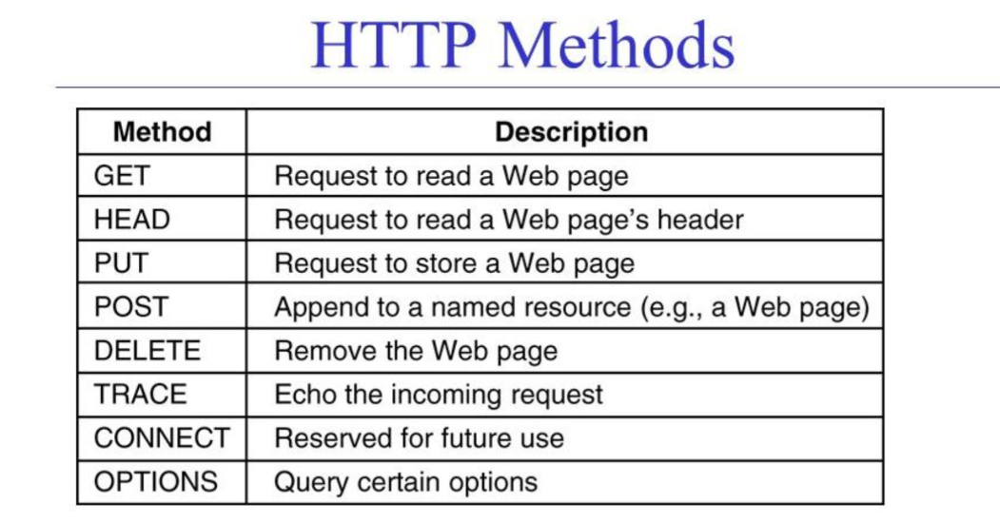 HTTP Methods
Method Description
GET Request to read a Web page
HEAD Request to read a Web page’s header
PUT Request to store a Web page
POST Append to a named resource (e.g., a Web page)
DELETE Remove the Web page
TRACE Echo the incoming request
CONNECT Reserved for future use
OPTIONS Query certain options